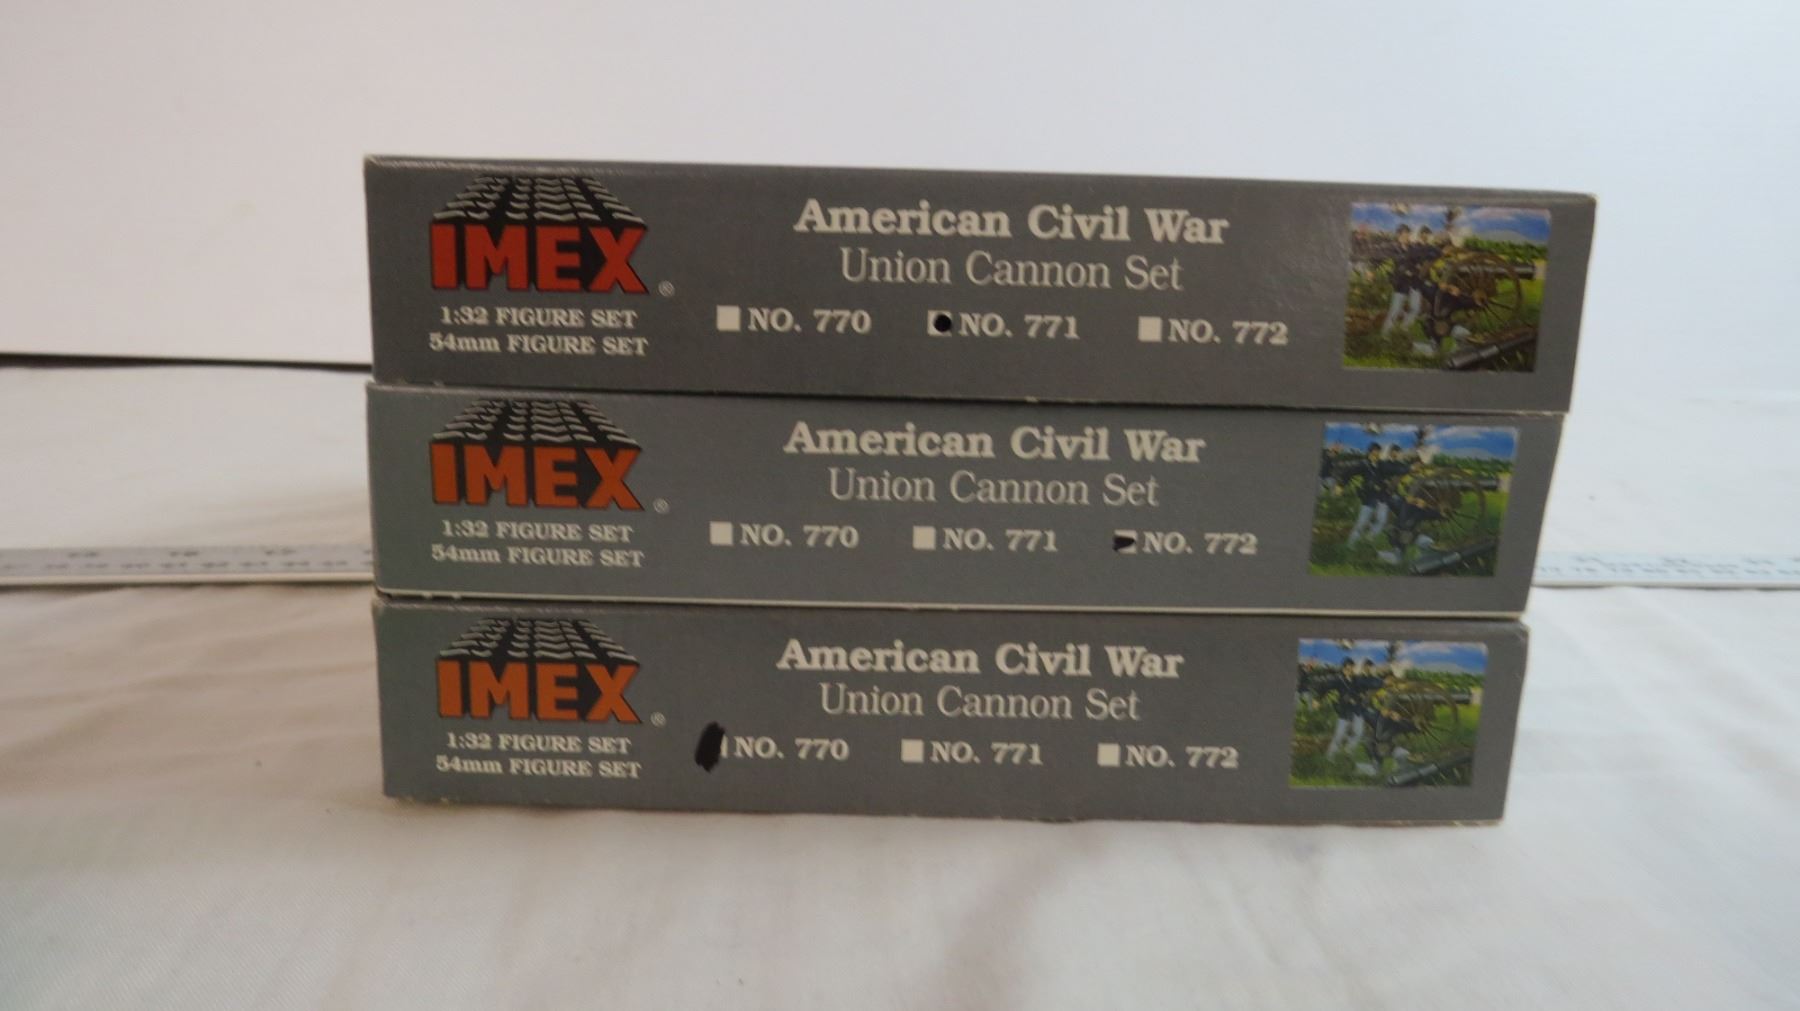 IMEX®
1:32 FIGURE SET
54mm FIGURE SET
American Civil War
Union Cannon Set
NO. 770 NO. 771 NO. 772
IMEX®
1:32 FIGURE SET
54mm FIGURE SET
American Civil War
Union Cannon Set
NO. 770 NO. 771 NO. 772
IMEX®
1:32 FIGURE SET
54mm FIGURE SET
American Civil War
Union Cannon Set
NO. 770 NO. 771 NO. 772